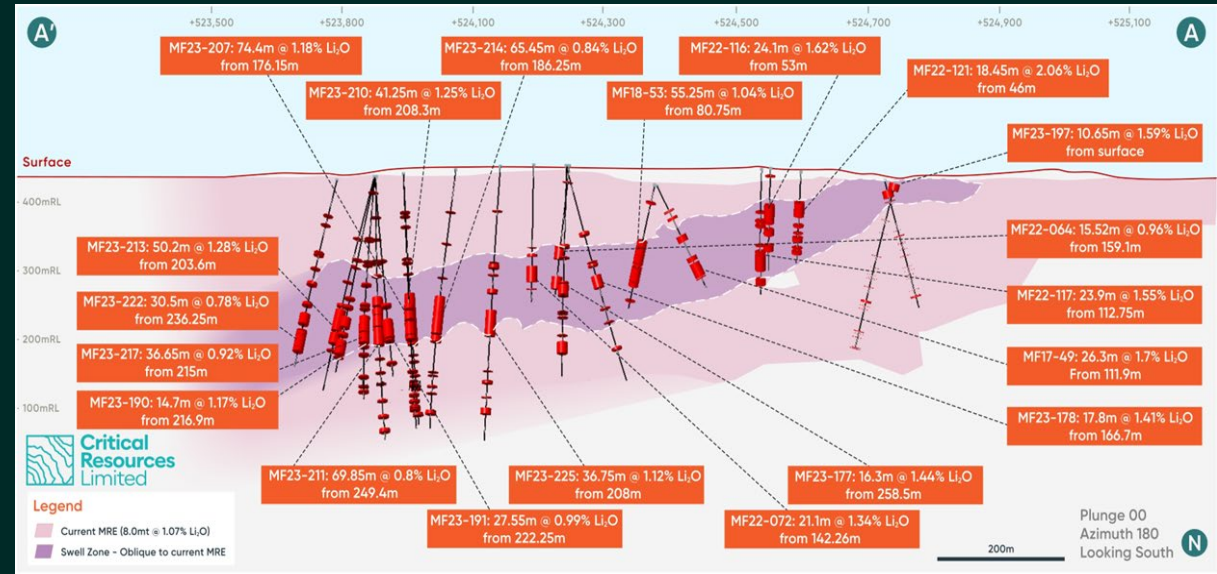 +523,500
+523,800
+524,100
+524,300
+524,500
+524,700
+524,900
+525,100
A'
A
MF23-207: 74.4m @ 1.18% Li₂O
from 176.15m
MF23-214: 65.45m @ 0.84% Li₂O
from 186.25m
MF22-116: 24.1m @ 1.62% Li₂O
from 53m
MF22-121: 18.45m @ 2.06% Li₂O
from 46m
MF23-210: 41.25m @ 1.25% Li₂O
from 208.3m
MF18-53: 55.25m @ 1.04% Li₂O
from 80.75m
MF23-197: 10.65m @ 1.59% Li₂O
from surface
Surface
400mRL
300mRL
200mRL
100mRL
MF23-213: 50.2m @ 1.28% Li₂O
from 203.6m
MF23-222: 30.5m @ 0.78% Li₂O
from 236.25m
MF23-217: 36.65m @ 0.92% Li₂O
from 215m
MF23-190: 14.7m @ 1.17% Li₂O
from 216.9m
MF22-064: 15.52m @ 0.96% Li₂O
from 159.1m
MF22-117: 23.9m @ 1.55% Li₂O
from 112.75m
MF17-49: 26.3m @ 1.7% Li₂O
From 111.9m
MF23-178: 17.8m @ 1.41% Li₂O
from 166.7m
MF23-211: 69.85m @ 0.8% Li₂O
from 249.4m
MF23-225: 36.75m @ 1.12% Li₂O
from 208m
MF23-177: 16.3m @ 1.44% Li₂O
from 258.5m
MF23-191: 27.55m @ 0.99% Li₂O
from 222.25m
MF22-072: 21.1m @ 1.34% Li₂O
from 142.26m
Critical
Resources
Limited
Legend
Current MRE (8.0mt @ 1.07% Li₂O)
Swell Zone - Oblique to current MRE
200m
Plunge 00
Azimuth 180
Looking South
N